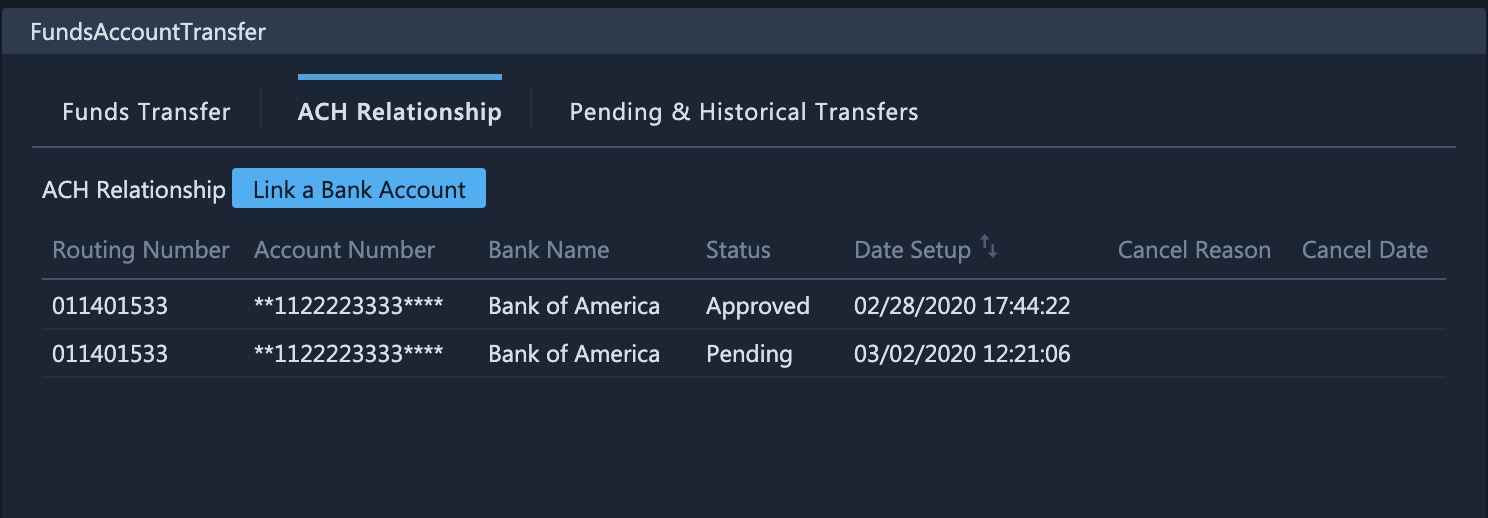 FundsAccountTransfer
Funds Transfer ACH Relationship Pending & Historical Transfers
ACH Relationship Link a Bank Account
Routing Number Account Number Bank Name Status Date Setup Cancel Reason Cancel Date
011401533 **1122223333**** Bank of America Approved 02/28/2020 17:44:22
011401533 **1122223333**** Bank of America Pending 03/02/2020 12:21:06